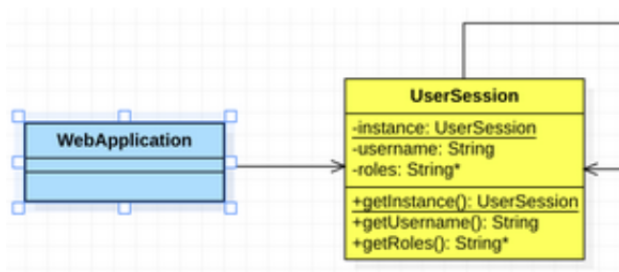 WebApplication
UserSession
-instance: UserSession
-username: String
-roles: String*
+getInstance(): UserSession
+getUsername(): String
+getRoles(): String*